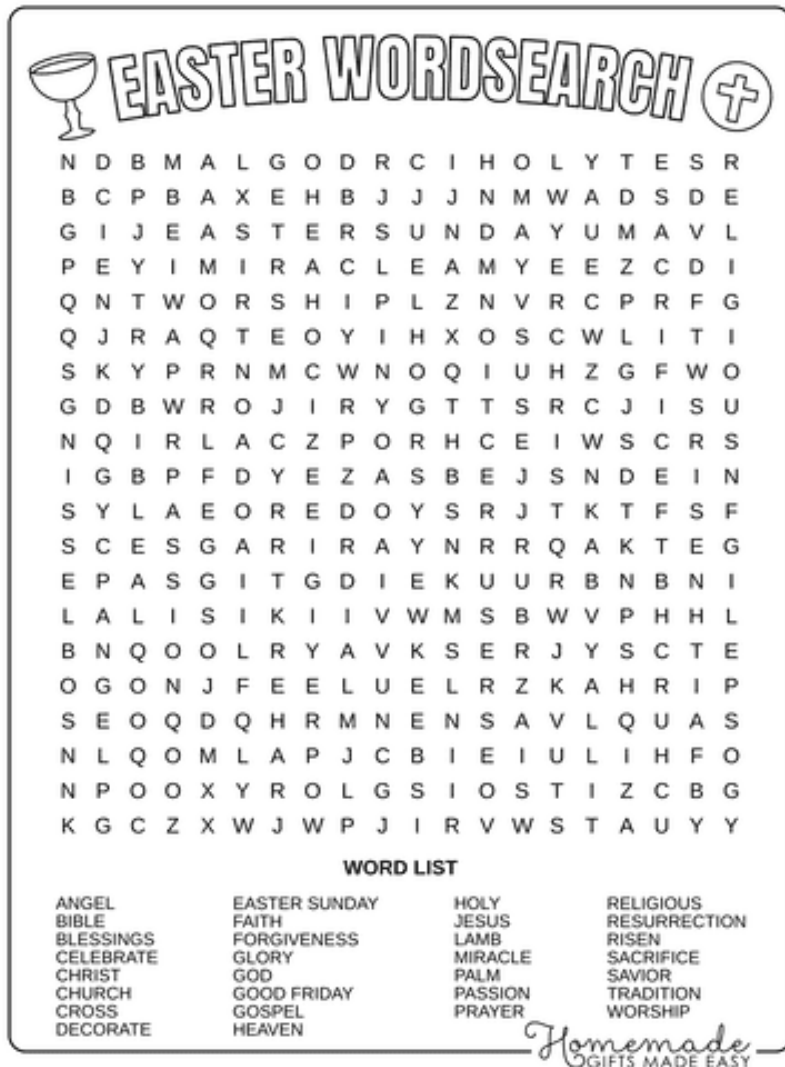 EASTER WORDSEARCH
N D B M A L G O D R C I H O L Y T E S R
B C P B A X E H B J J J N M W A D S D E
G I J E A S T E R S U N D A Y U M A V L
P E Y I M I R A C L E A M Y E E Z C D I
Q N T W O R S H I P L Z N V R C P R F G
Q J R A Q T E O Y I H X O S C W L I T I
S K Y P R N M C W N O Q I U H Z G F W O
G D B W R O J I R Y G T T S R C J I S U
N Q I R L A C Z P O R H C E I W S C R S
I G B P F D Y E Z A S B E J S N D E I N
S Y L A E O R E D O Y S R J T K T F S F
S C E S G A R I R A Y N R R Q A K T E G
E P A S G I T G D I E K U U R B N B N I
L A L I S I K I I V W M S B W V P H H L
B N Q O O L R Y A V K S E R J Y S C T E
O G O N J F E E L U E L R Z K A H R I P
S E O Q D Q H R M N E N S A V L Q U A S
N L Q O M L A P J C B I E I U L I H F O
N P O O X Y R O L G S I O S T I Z C B G
K G C Z X W J W P J I R V W S T A U Y Y
WORD LIST
ANGEL EASTER SUNDAY HOLY RELIGIOUS
BIBLE FAITH JESUS RESURRECTION
BLESSINGS FORGIVENESS LAMB RISEN
CELEBRATE GLORY MIRACLE SACRIFICE
CHRIST GOD PALM SAVIOR
CHURCH GOOD FRIDAY PASSION TRADITION
CROSS GOSPEL PRAYER WORSHIP
DECORATE HEAVEN
Homemade
GIFTS MADE EASY